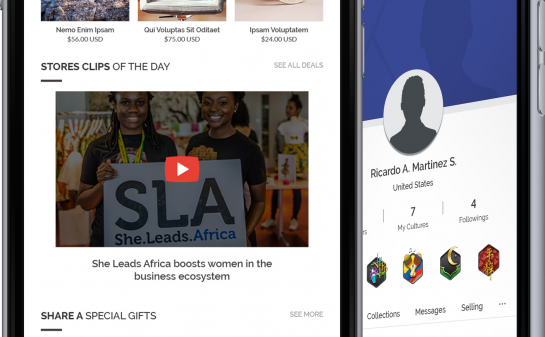 Nemo Enim Ipsam
$56.00 USD
Qui Voluptas Sit Oditaet
$75.00 USD
Ipsam Voluptatem
$24.00 USD
STORES CLIPS OF THE DAY
SEE ALL DEALS
SLA
She.Leads.Africa
She Leads Africa boosts women in the
business ecosystem
SHARE A SPECIAL GIFTS
SEE MORE
Ricardo A. Martinez S.
United States
rs
7
My Cultures
4
Followings
Collections
Messages
Selling
...